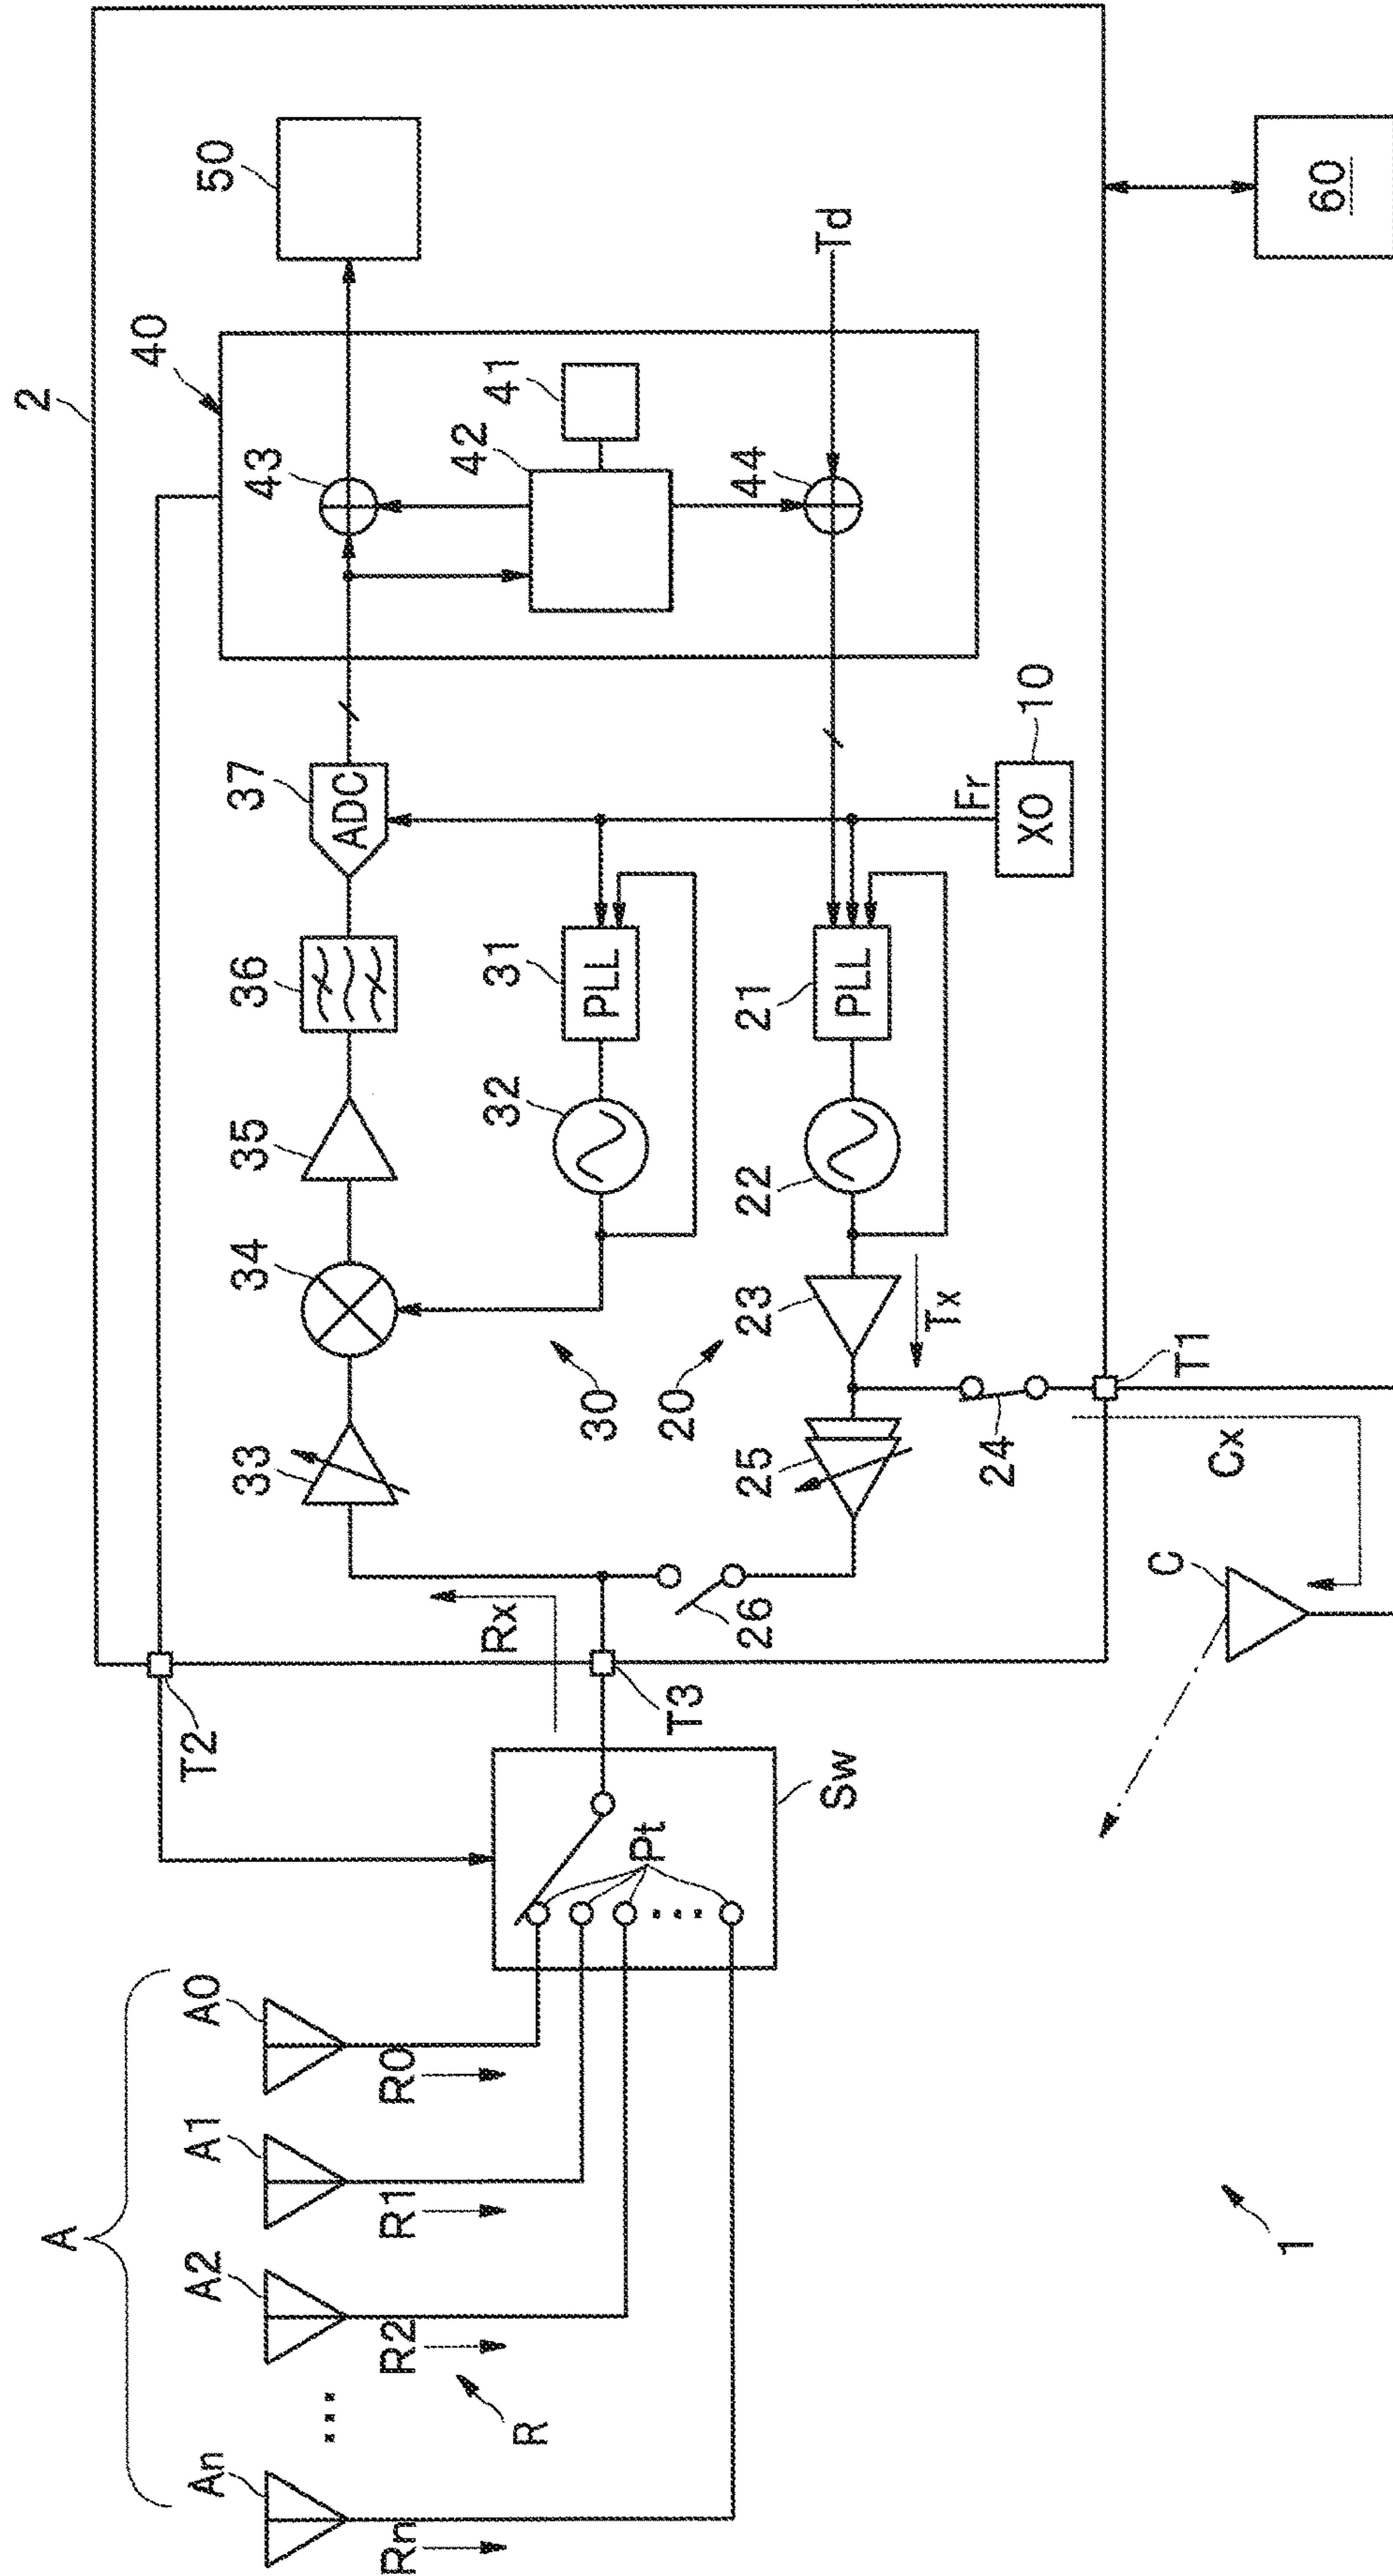 A
An
A2
A1
A0
Rn
R2
R1
R0
R
1
T2
Sw
Pt
T3
Rx
2
33
34
35
36
37
ADC
43
40
50
30
32
31
PLL
42
41
20
26
25
23
22
21
PLL
44
Td
Tx
24
T1
Cx
C
Fr
XO
10
60